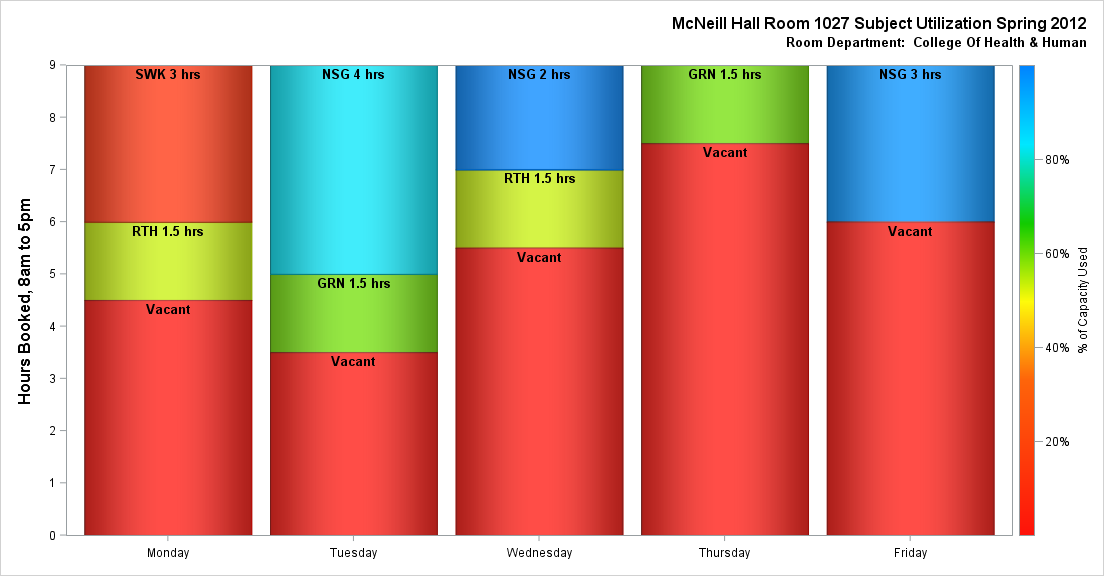 McNeill Hall Room 1027 Subject Utilization Spring 2012
Room Department: College Of Health & Human
Hours Booked, 8am to 5pm
9
8
7
6
5
4
3
2
1
0
SWK 3 hrs
RTH 1.5 hrs
Vacant
NSG 4 hrs
GRN 1.5 hrs
Vacant
NSG 2 hrs
RTH 1.5 hrs
Vacant
GRN 1.5 hrs
Vacant
NSG 3 hrs
Vacant
Monday
Tuesday
Wednesday
Thursday
Friday
80%
60%
40%
20%
% of Capacity Used